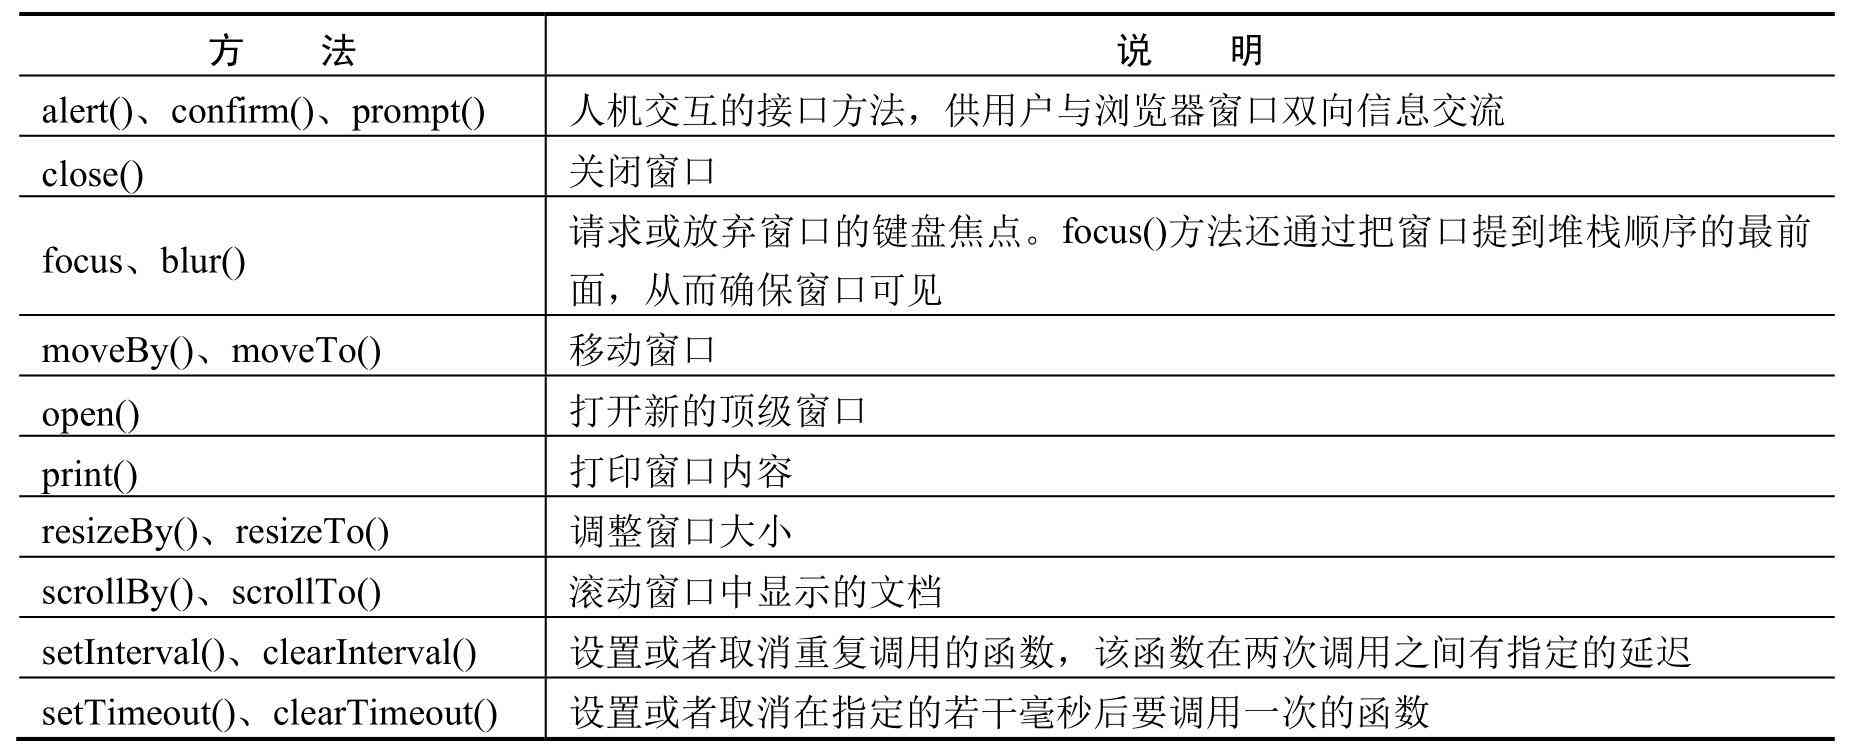 方 法 说 明
alert()、confirm()、prompt() 人机交互的接口方法，供用户与浏览器窗口双向信息交流
close() 关闭窗口
focus、blur() 请求或放弃窗口的键盘焦点。focus()方法还通过把窗口提到堆栈顺序的最前
面，从而确保窗口可见
moveBy()、moveTo() 移动窗口
open() 打开新的顶级窗口
print() 打印窗口内容
resizeBy()、resizeTo() 调整窗口大小
scrollBy()、scrollTo() 滚动窗口中显示的文档
setInterval()、clearInterval() 设置或者取消重复调用的函数，该函数在两次调用之间有指定的延迟
setTimeout()、clearTimeout() 设置或者取消在指定的若干毫秒后要调用一次的函数